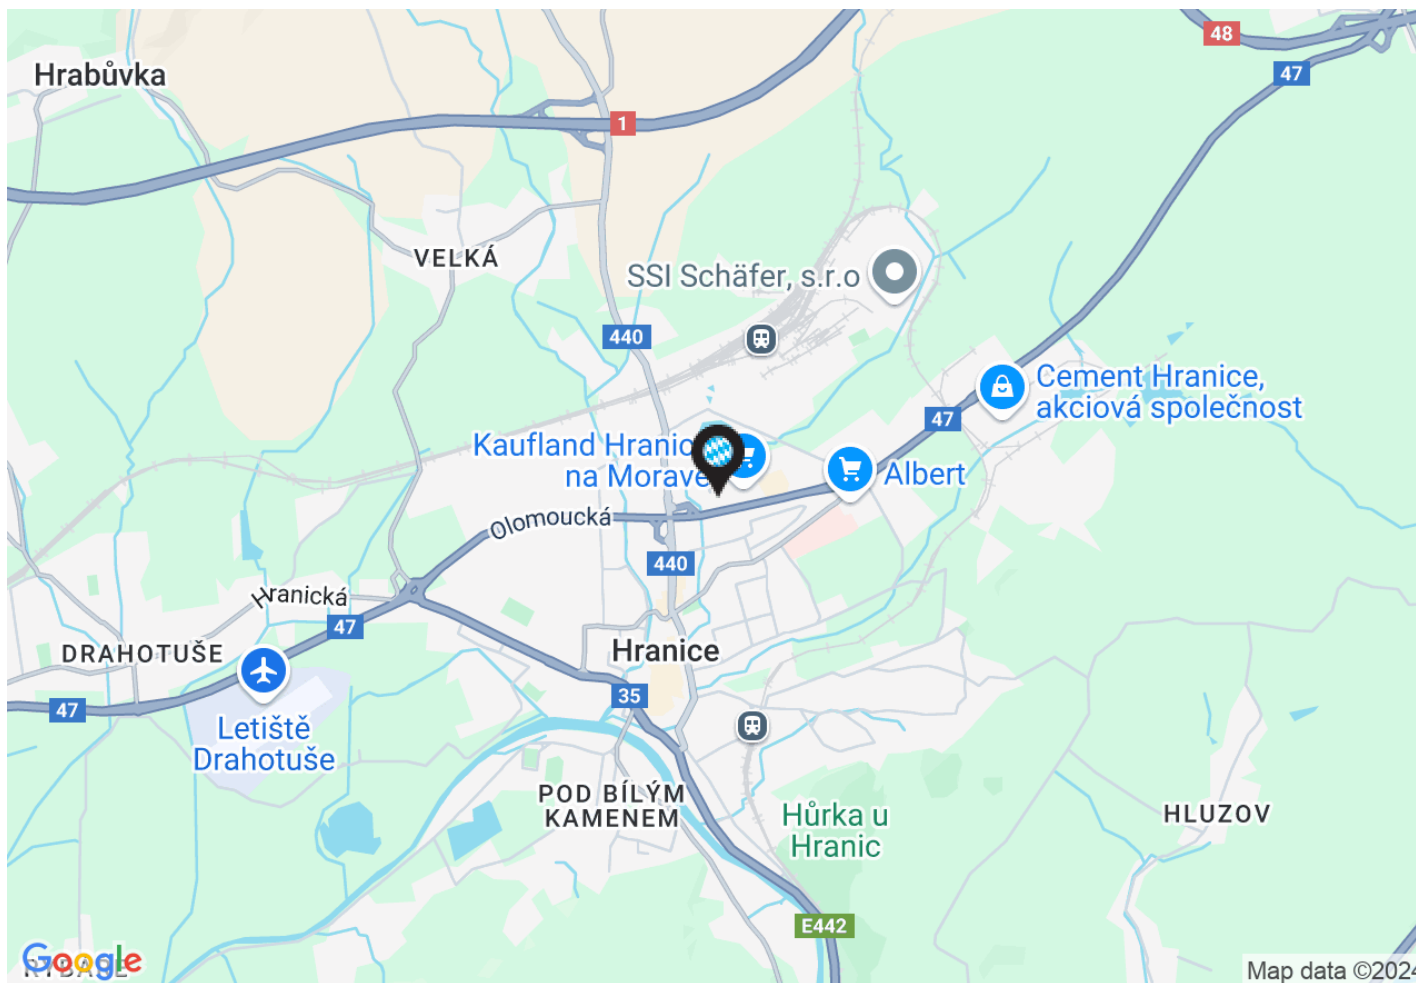 48
47
Hrabůvka
1
VELKÁ
SSI Schäfer, s.r.o
440
Cement Hranice,
akciová společnost
47
Kaufland Hranic
na Moravě
Albert
Olomoucká
440
Hranická
47
DRAHOTUŠE
Hranice
35
47
Letiště
Drahotuše
POD BÍLÝM
KAMENEM
Hůrka u
Hranic
HLUZOV
E442
Google
Map data ©2024